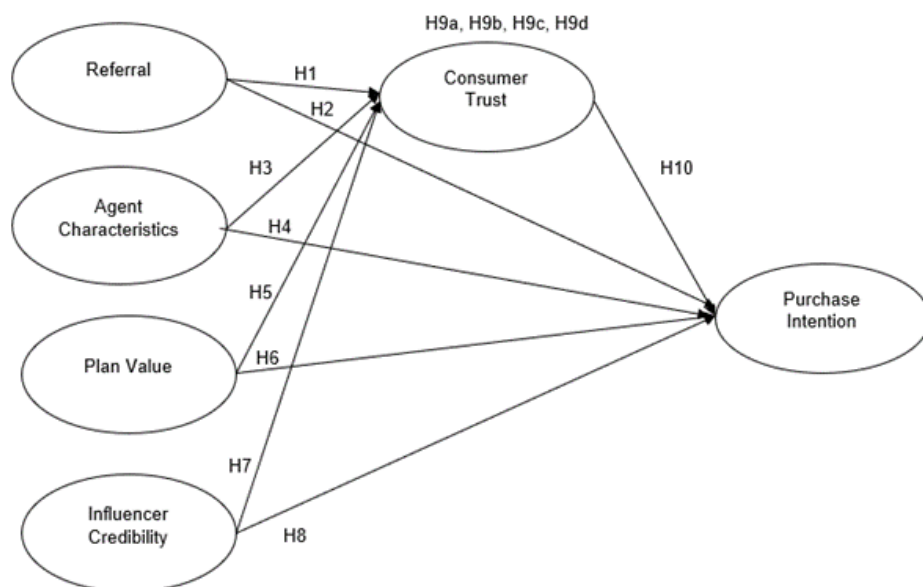 H9a, H9b, H9c, H9d
Referral
H1
Consumer
Trust
H2
H3
H10
Agent
Characteristics
H4
H5
Purchase
Intention
Plan Value
H6
H7
Influencer
Credibility
H8